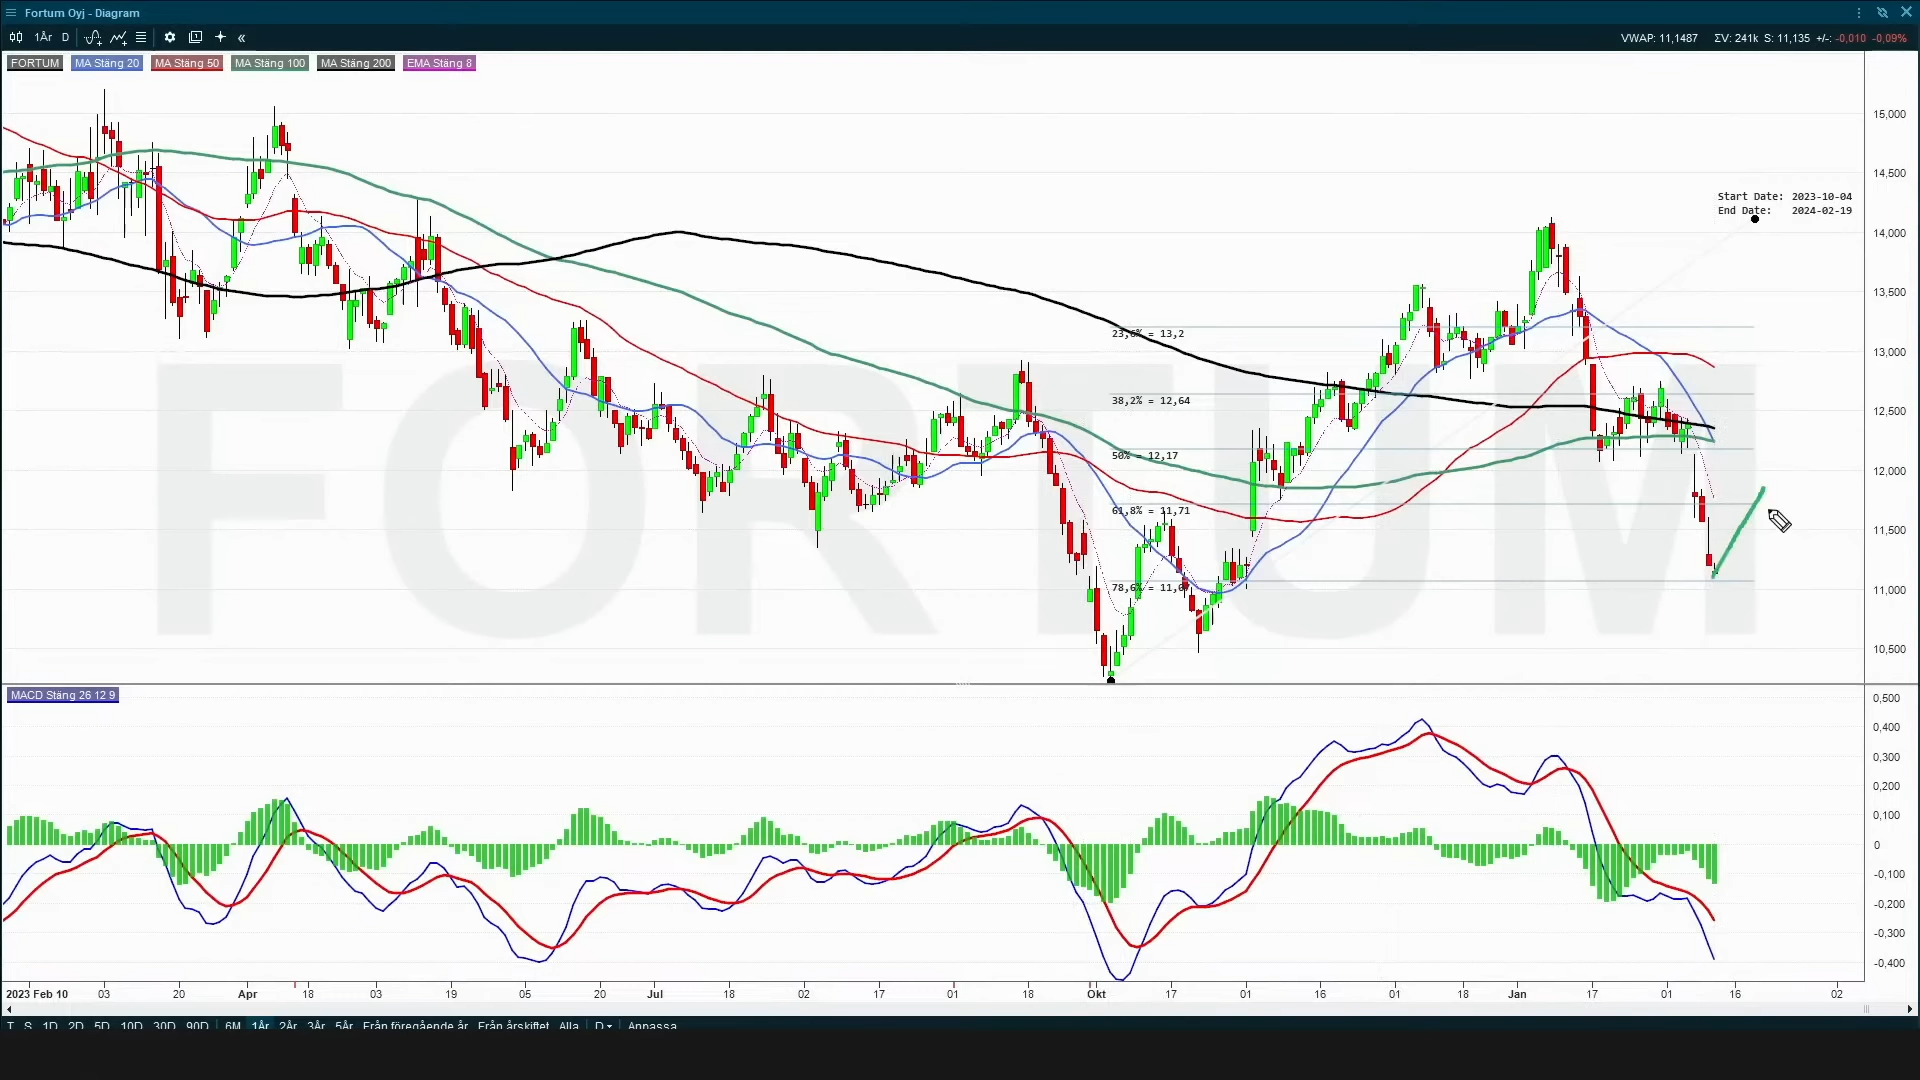 Fortum Oyj - Diagram
1År D VWAP: 11,1487 ΣV: 241k S: 11,135 +/-: -0,010 -0,09%
FORTUM MA Stäng 20 MA Stäng 50 MA Stäng 100 MA Stäng 200 EMA Stäng 8
15,000
14,500
Start Date: 2023-10-04
End Date: 2024-02-19
14,000
13,500
23,6% = 13,2
13,000
38,2% = 12,64
12,500
50% = 12,17
12,000
61,8% = 11,71
11,500
78,6% = 11,07
11,000
10,500
FORTUM
MACD Stäng 26 12 9
0,500
0,400
0,300
0,200
0,100
0
-0,100
-0,200
-0,300
-0,400
2023 Feb 10 03 20 Apr 18 03 19 05 20 Jul 18 02 17 01 18 Okt 17 01 16 01 18 Jan 17 01 16 02
T S 1D 2D 5D 10D 30D 90D 6M 1År 2År 3År 5År Från föregående år Från årsskiftet Alla D Anpassa